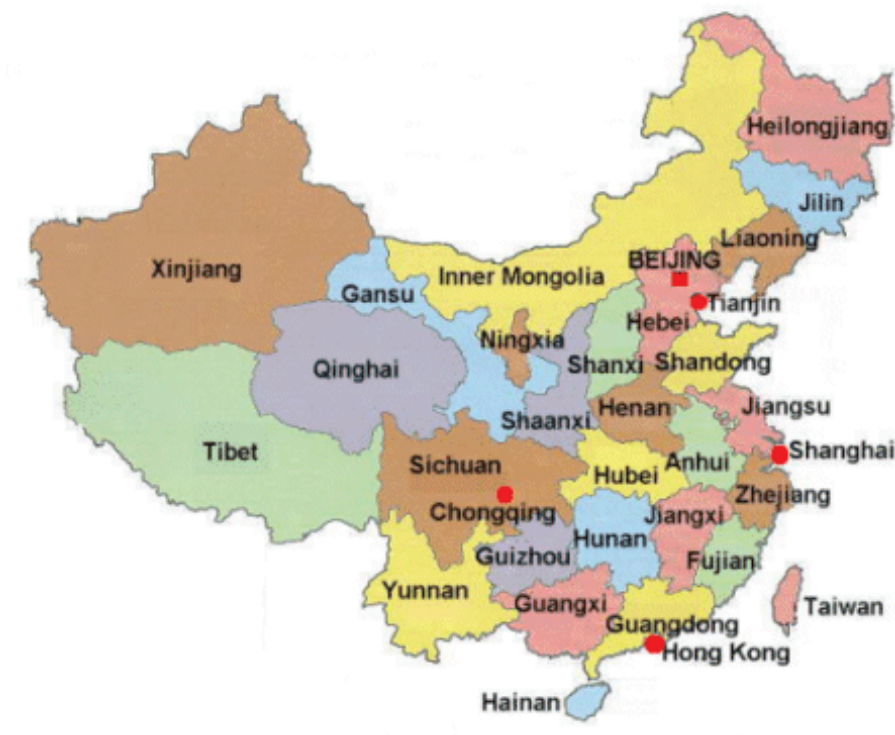 Heilongjiang
Jilin
Liaoning
BEIJING
Xinjiang
Inner Mongolia
Gansu
Tianjin
Hebei
Ningxia
Shanxi
Shandong
Qinghai
Shaanxi
Henan
Jiangsu
Tibet
Sichuan
Hubei
Anhui
Shanghai
Zhejiang
Chongqing
Jiangxi
Hunan
Guizhou
Fujian
Yunnan
Guangxi
Taiwan
Guangdong
Hong Kong
Hainan